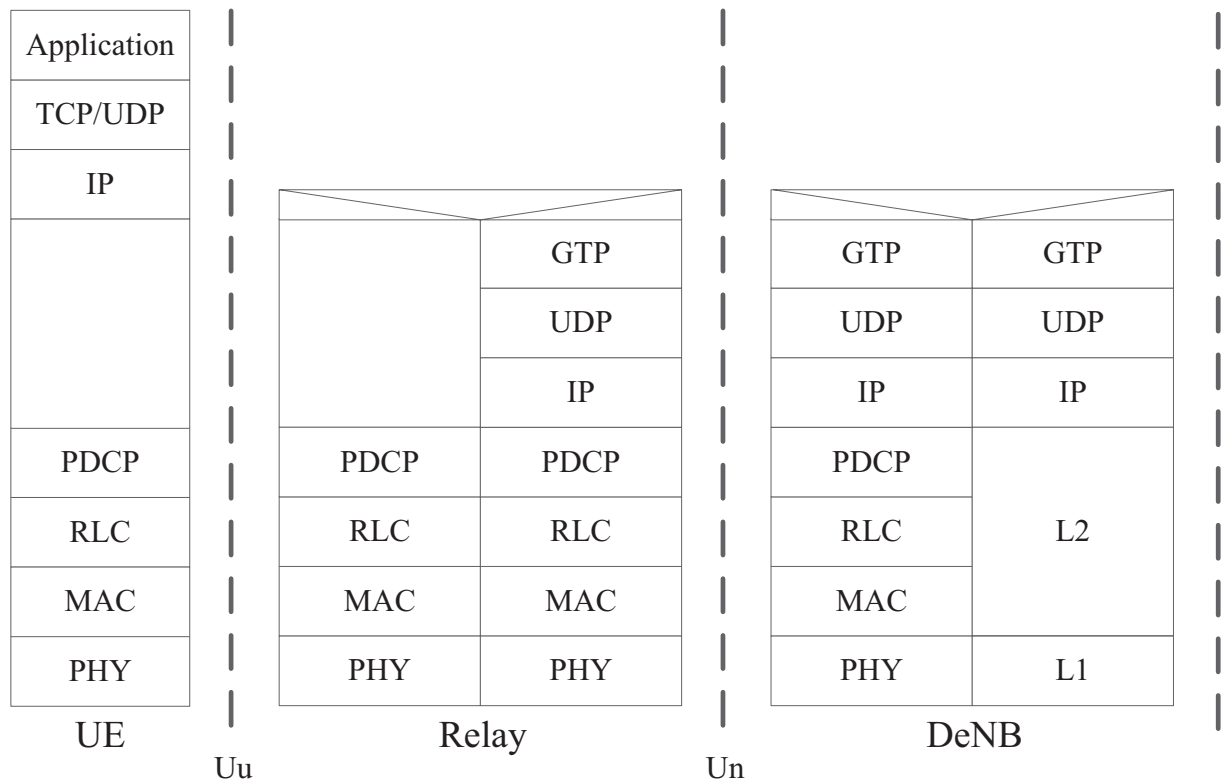 Application
TCP/UDP
IP
PDCP
RLC
MAC
PHY
UE
Uu
PDCP
RLC
MAC
PHY
GTP
UDP
IP
PDCP
RLC
MAC
PHY
Relay
Un
GTP
UDP
IP
PDCP
RLC
MAC
PHY
GTP
UDP
IP
L2
L1
DeNB